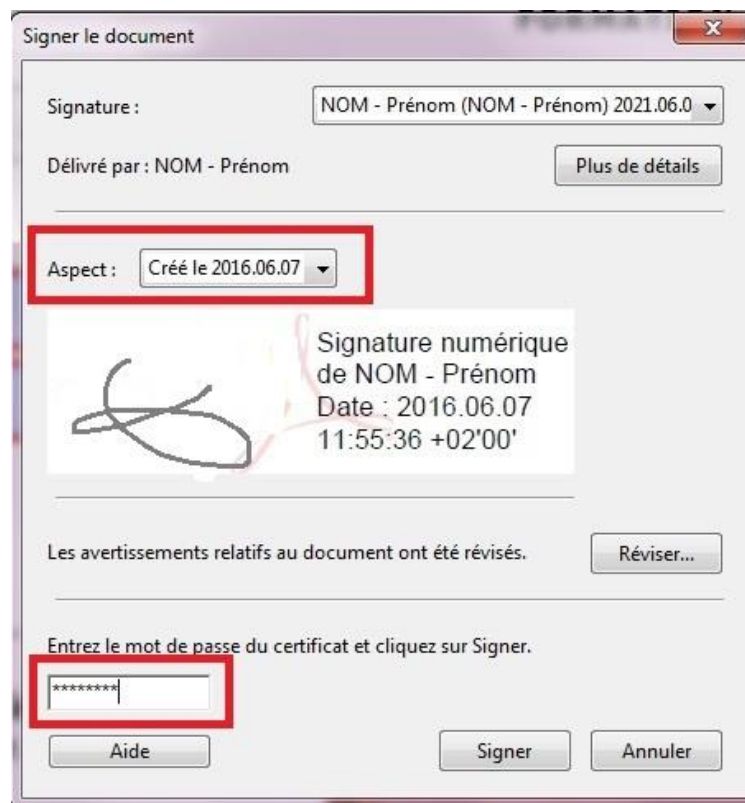 Signer le document
Signature :
NOM - Prénom (NOM - Prénom) 2021.06.0
Délivré par : NOM - Prénom
Plus de détails
Aspect :
Créé le 2016.06.07
Signature numérique
de NOM - Prénom
Date : 2016.06.07
11:55:36 +02'00'
Les avertissements relatifs au document ont été révisés.
Réviser...
Entrez le mot de passe du certificat et cliquez sur Signer.
********
Aide
Signer
Annuler